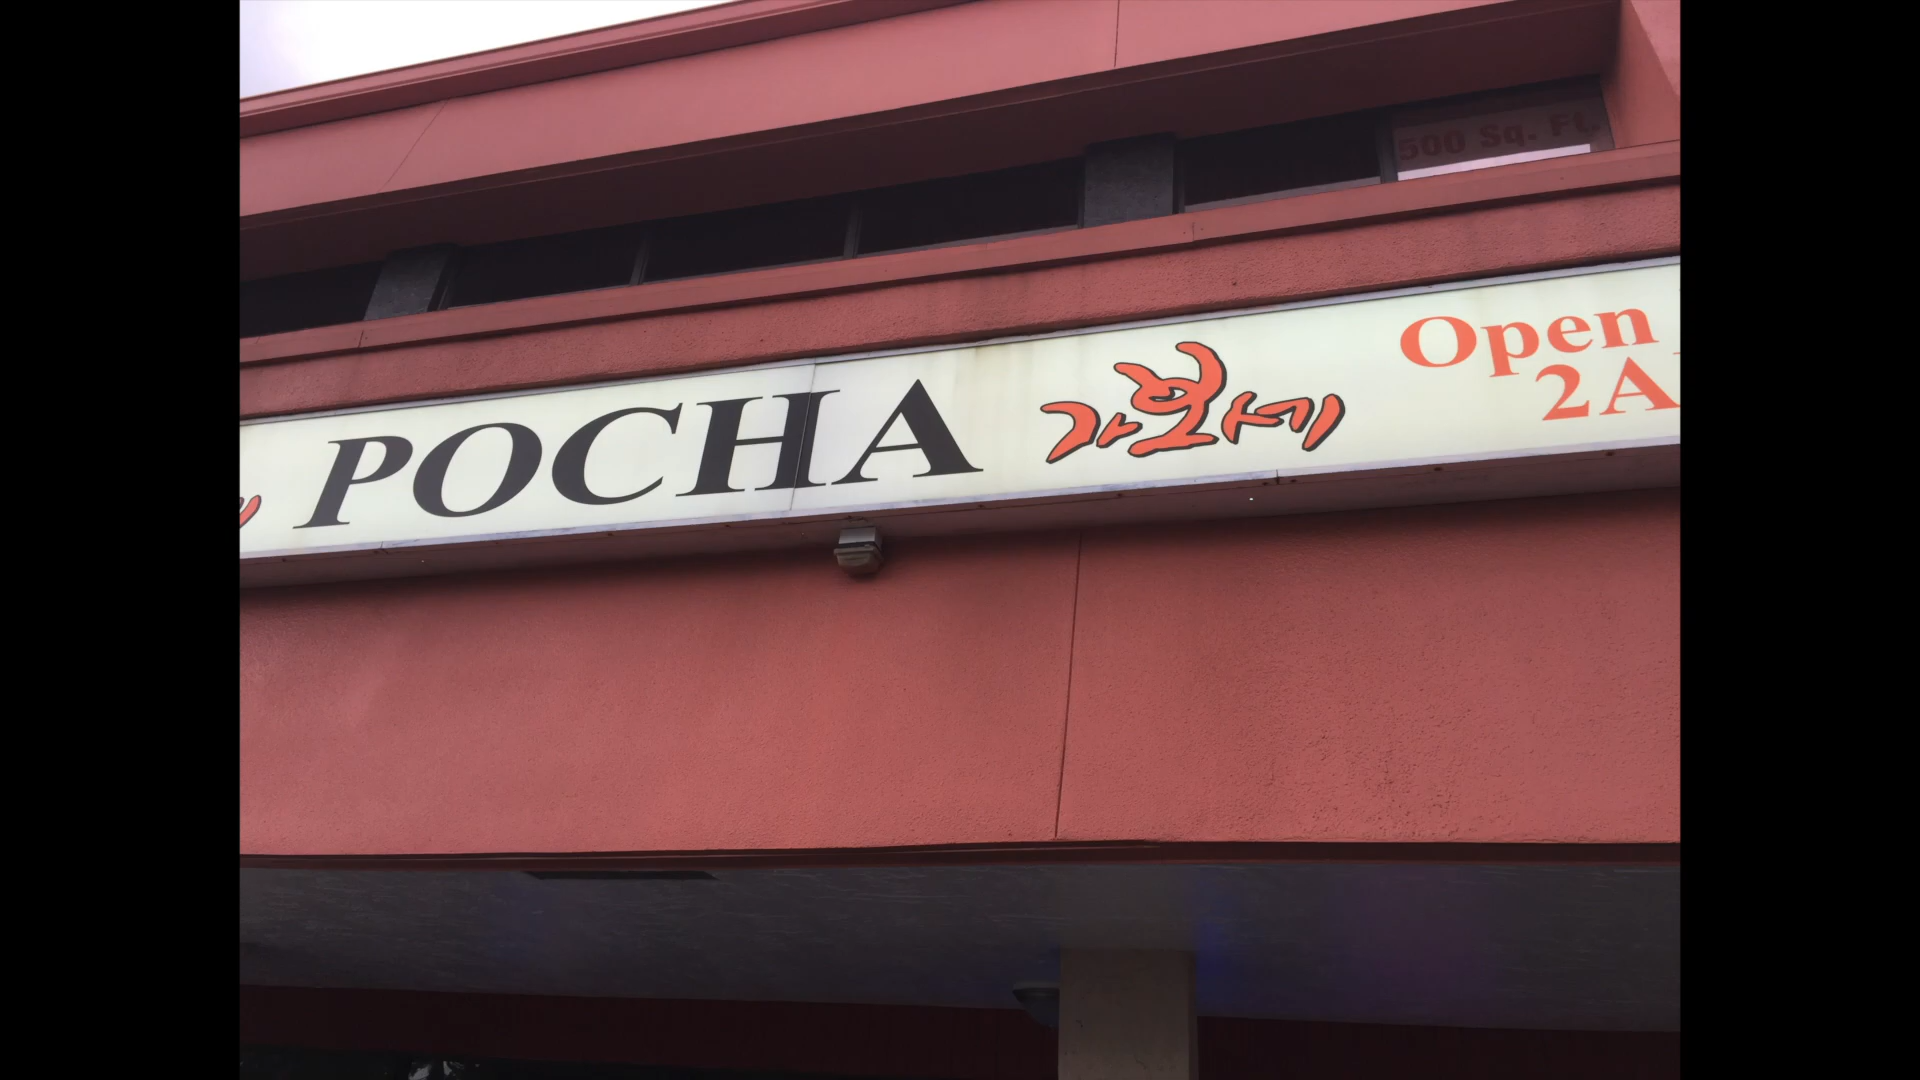 500 Sq. Ft.
POCHA 가보세
Open
2A